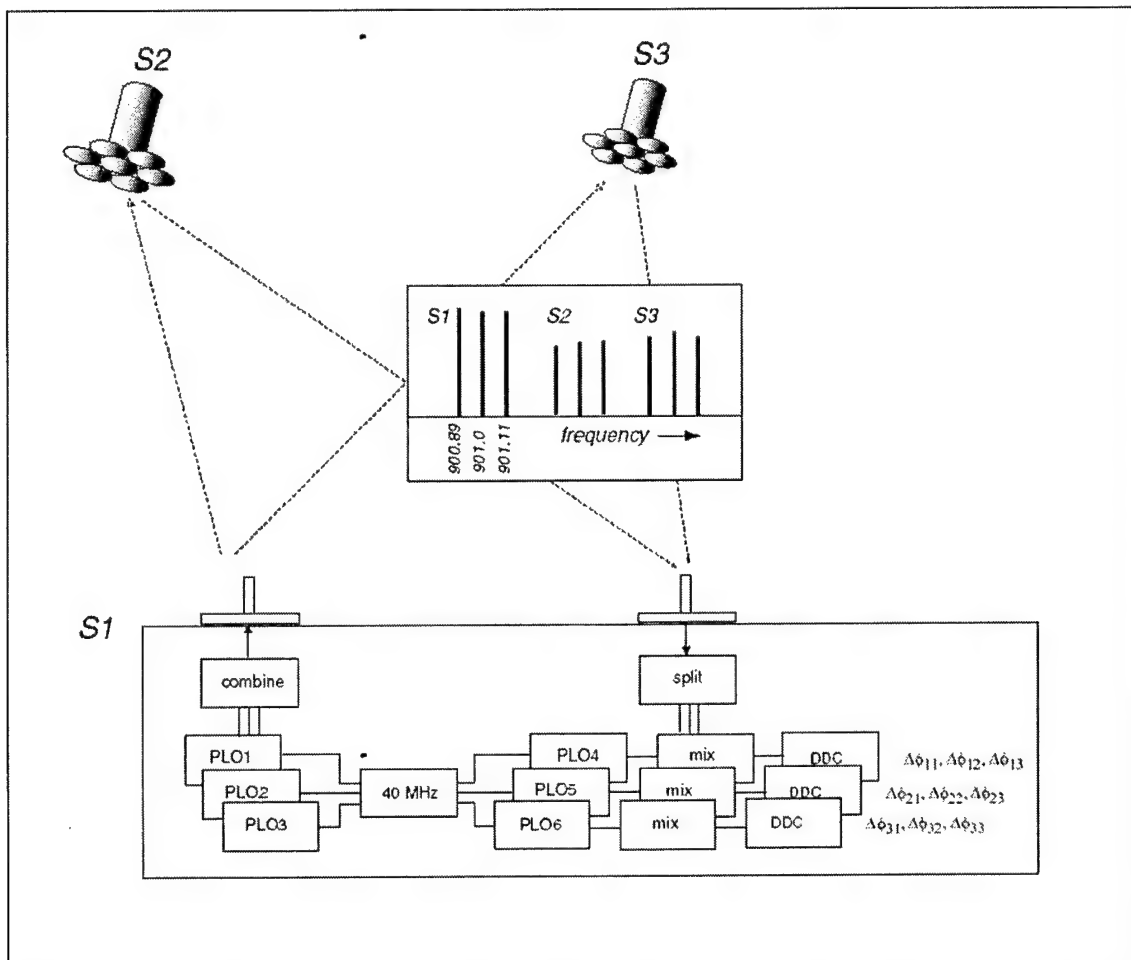 S2
S3
S1
S2
S3
900.89
901.0
901.11
frequency
S1
combine
split
PLO1
PLO4
mix
DDC
Δϕ11, Δϕ12, Δϕ13
PLO2
40 MHz
PLO5
mix
DDC
Δϕ21, Δϕ22, Δϕ23
PLO3
PLO6
mix
DDC
Δϕ31, Δϕ32, Δϕ33